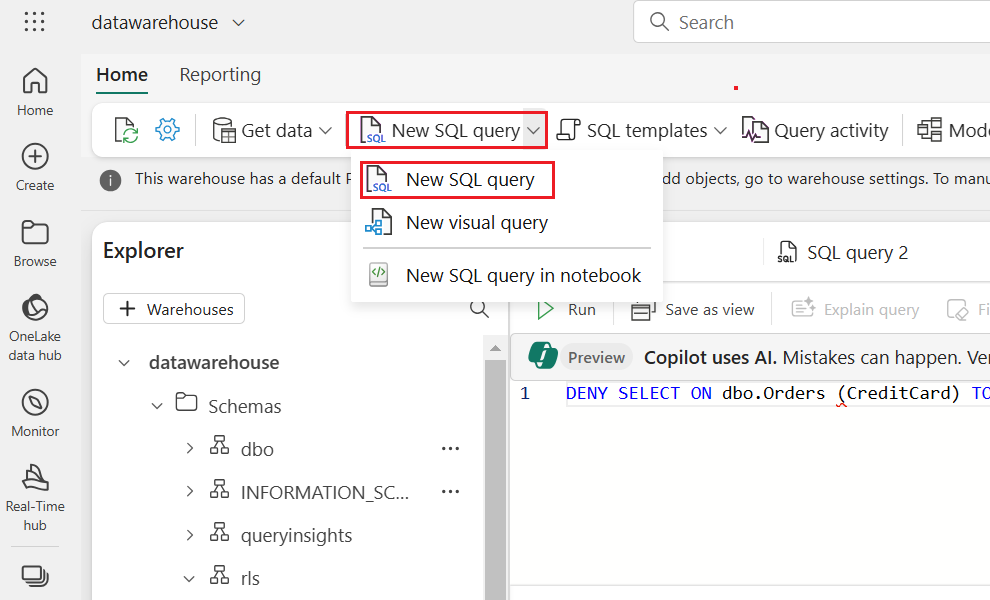 datawarehouse
Search
Home
Reporting
Home
Get data
SQL
New SQL query
SQL templates
Query activity
Mode
Create
This warehouse has a default P
dd objects, go to warehouse settings. To manu
SQL
New SQL query
New visual query
New SQL query in notebook
Browse
Explorer
SQL
SQL query 2
Warehouses
Run
Save as view
Explain query
Fi
OneLake
data hub
Preview
Copilot uses AI. Mistakes can happen. Ver
datawarehouse
1 DENY SELECT ON dbo.Orders (CreditCard) TO
Schemas
Monitor
dbo
INFORMATION_SC...
Real-Time
hub
queryinsights
rls